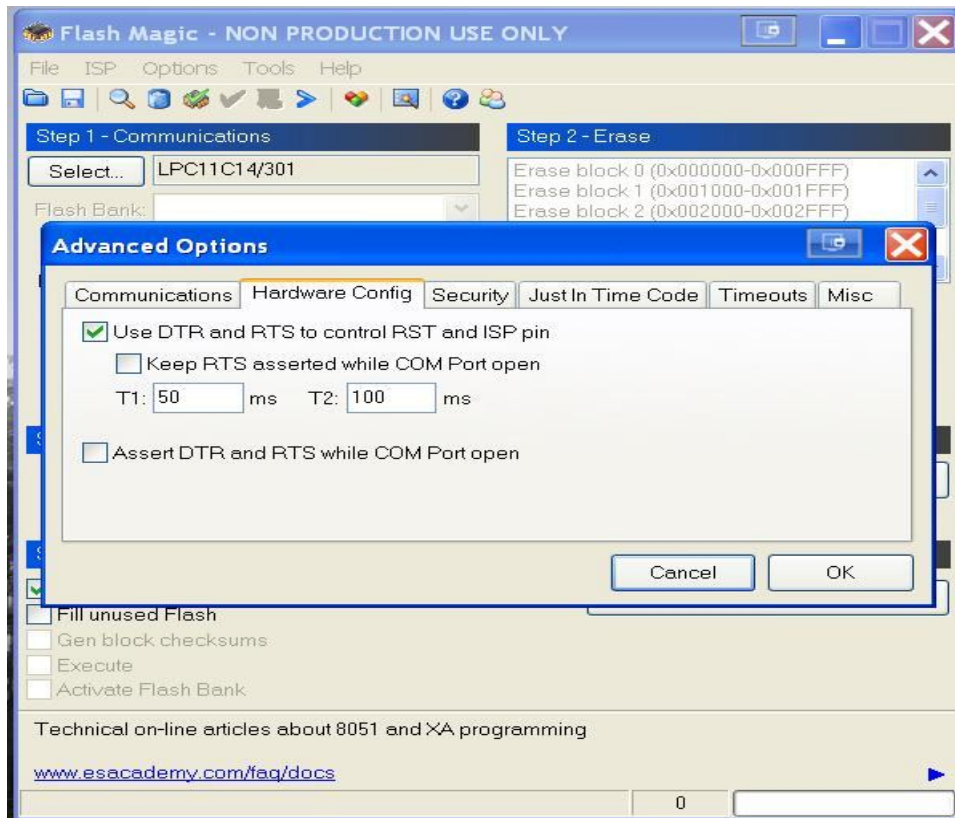 Flash Magic - NON PRODUCTION USE ONLY
File ISP Options Tools Help
Step 1 - Communications
Step 2 - Erase
Select... LPC11C14/301
Flash Bank:
Erase block 0 (0x000000-0x000FFF)
Erase block 1 (0x001000-0x001FFF)
Erase block 2 (0x002000-0x002FFF)
Advanced Options
Communications Hardware Config Security Just In Time Code Timeouts Misc
Use DTR and RTS to control RST and ISP pin
Keep RTS asserted while COM Port open
T1: 50 ms T2: 100 ms
Assert DTR and RTS while COM Port open
Cancel OK
Fill unused Flash
Gen block checksums
Execute
Activate Flash Bank
Technical on-line articles about 8051 and XA programming
www.esacademy.com/faq/docs
0